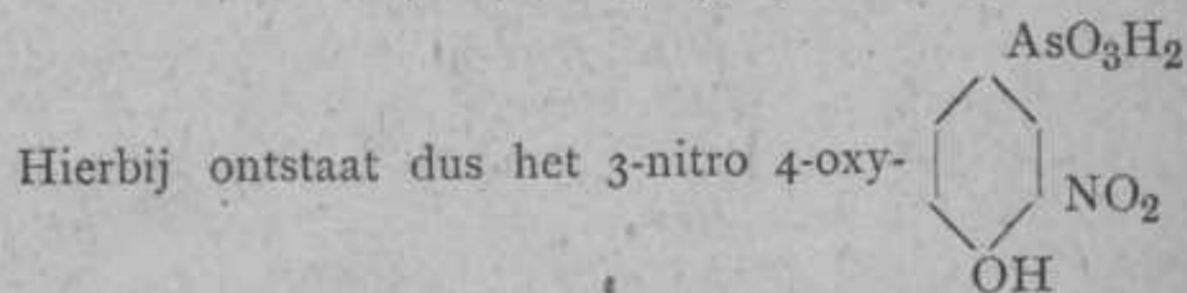 AsO₃H₂
Hierbij ontstaat dus het 3-nitro 4-oxy-
NO₂
OH